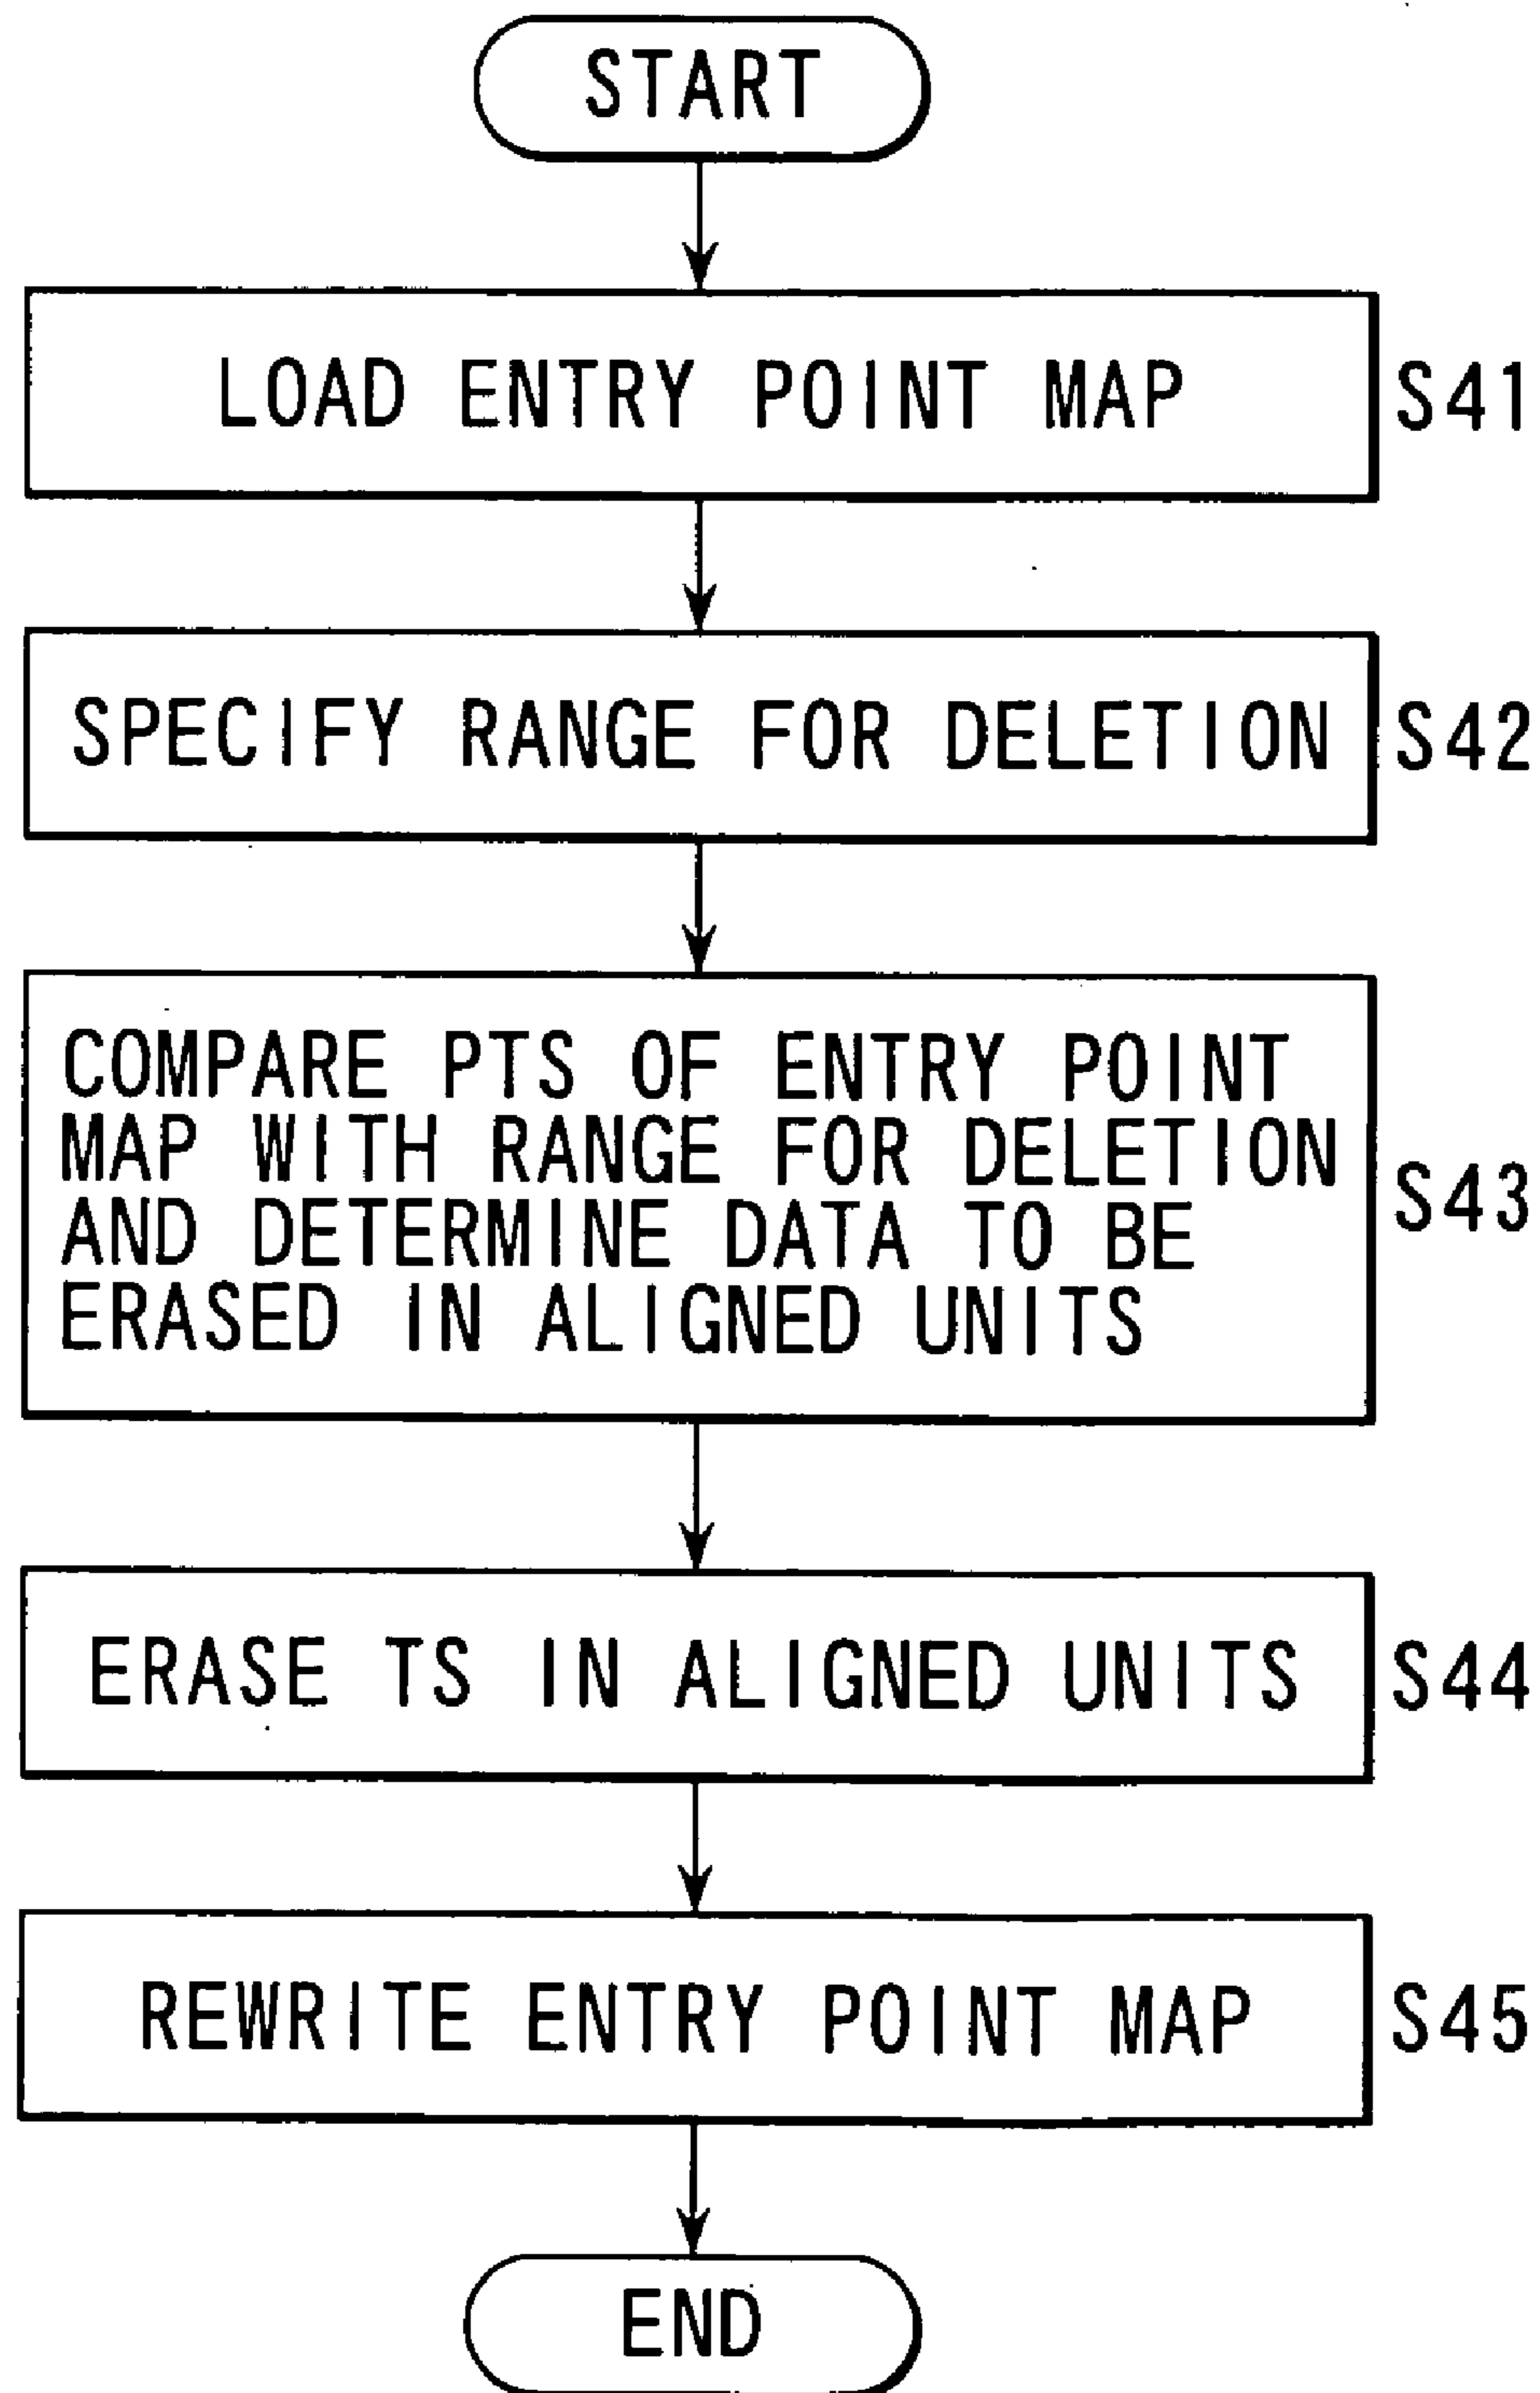 START
LOAD ENTRY POINT MAP
S41
SPECIFY RANGE FOR DELETION
S42
COMPARE PTS OF ENTRY POINT
MAP WITH RANGE FOR DELETION
AND DETERMINE DATA TO BE
ERASED IN ALIGNED UNITS
S43
ERASE TS IN ALIGNED UNITS
S44
REWRITE ENTRY POINT MAP
S45
END